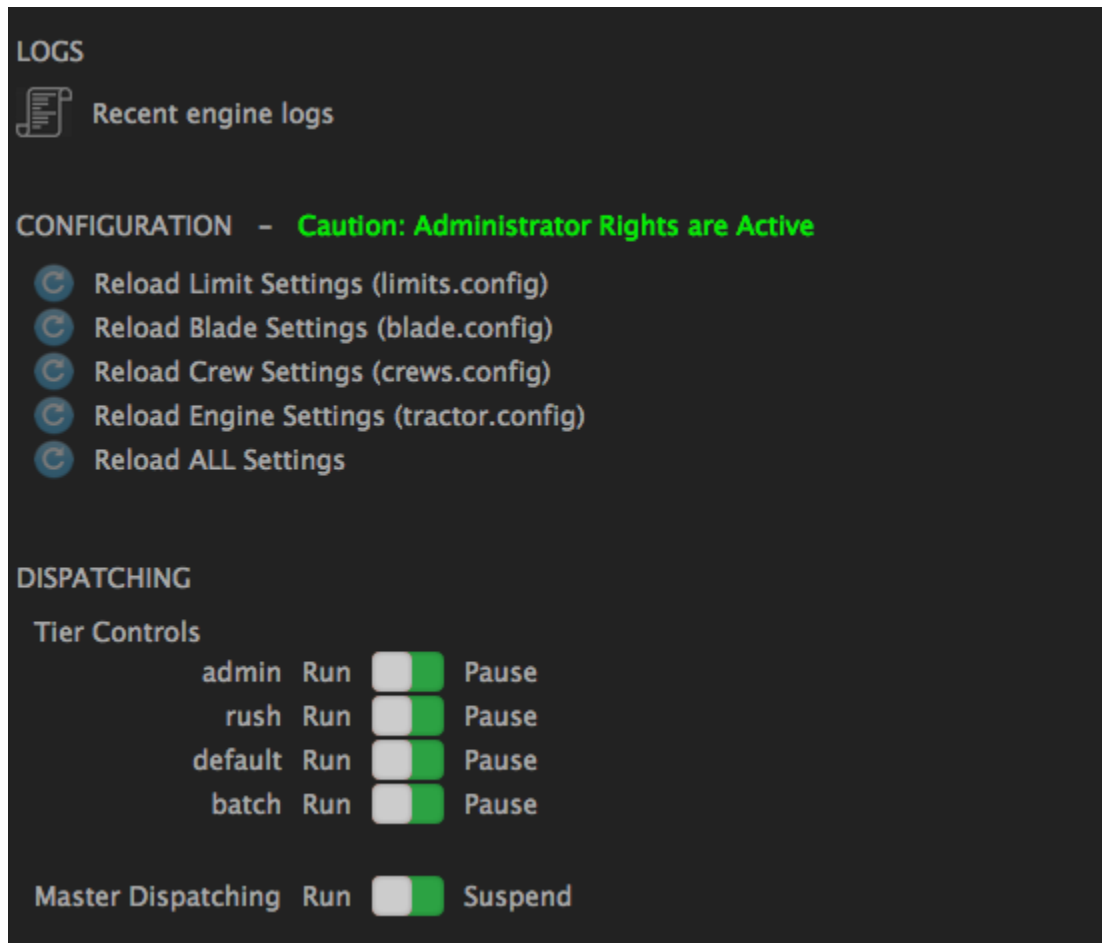 LOGS
Recent engine logs
CONFIGURATION – Caution: Administrator Rights are Active
Reload Limit Settings (limits.config)
Reload Blade Settings (blade.config)
Reload Crew Settings (crews.config)
Reload Engine Settings (tractor.config)
Reload ALL Settings
DISPATCHING
Tier Controls
admin Run Pause
rush Run Pause
default Run Pause
batch Run Pause
Master Dispatching Run Suspend